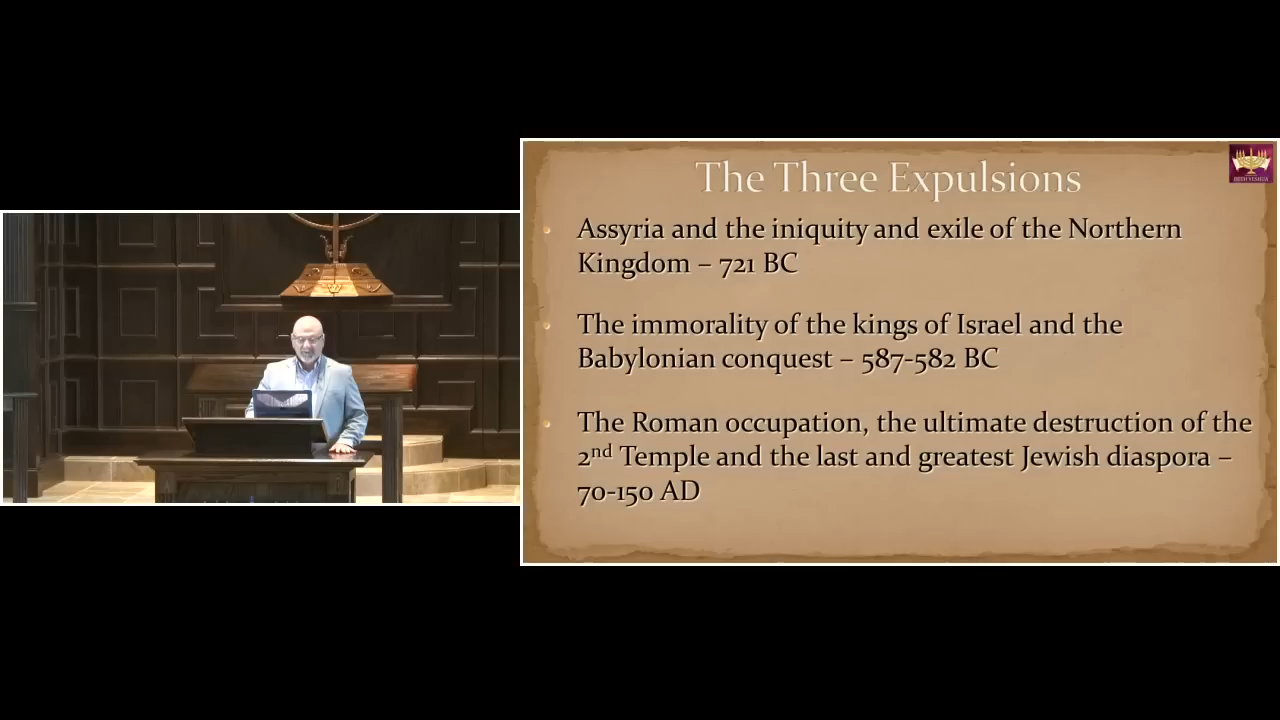 The Three Expulsions
Assyria and the iniquity and exile of the Northern
Kingdom – 721 BC
The immorality of the kings of Israel and the
Babylonian conquest – 587-582 BC
The Roman occupation, the ultimate destruction of the
2nd Temple and the last and greatest Jewish diaspora –
70-150 AD
BETH YESHUA